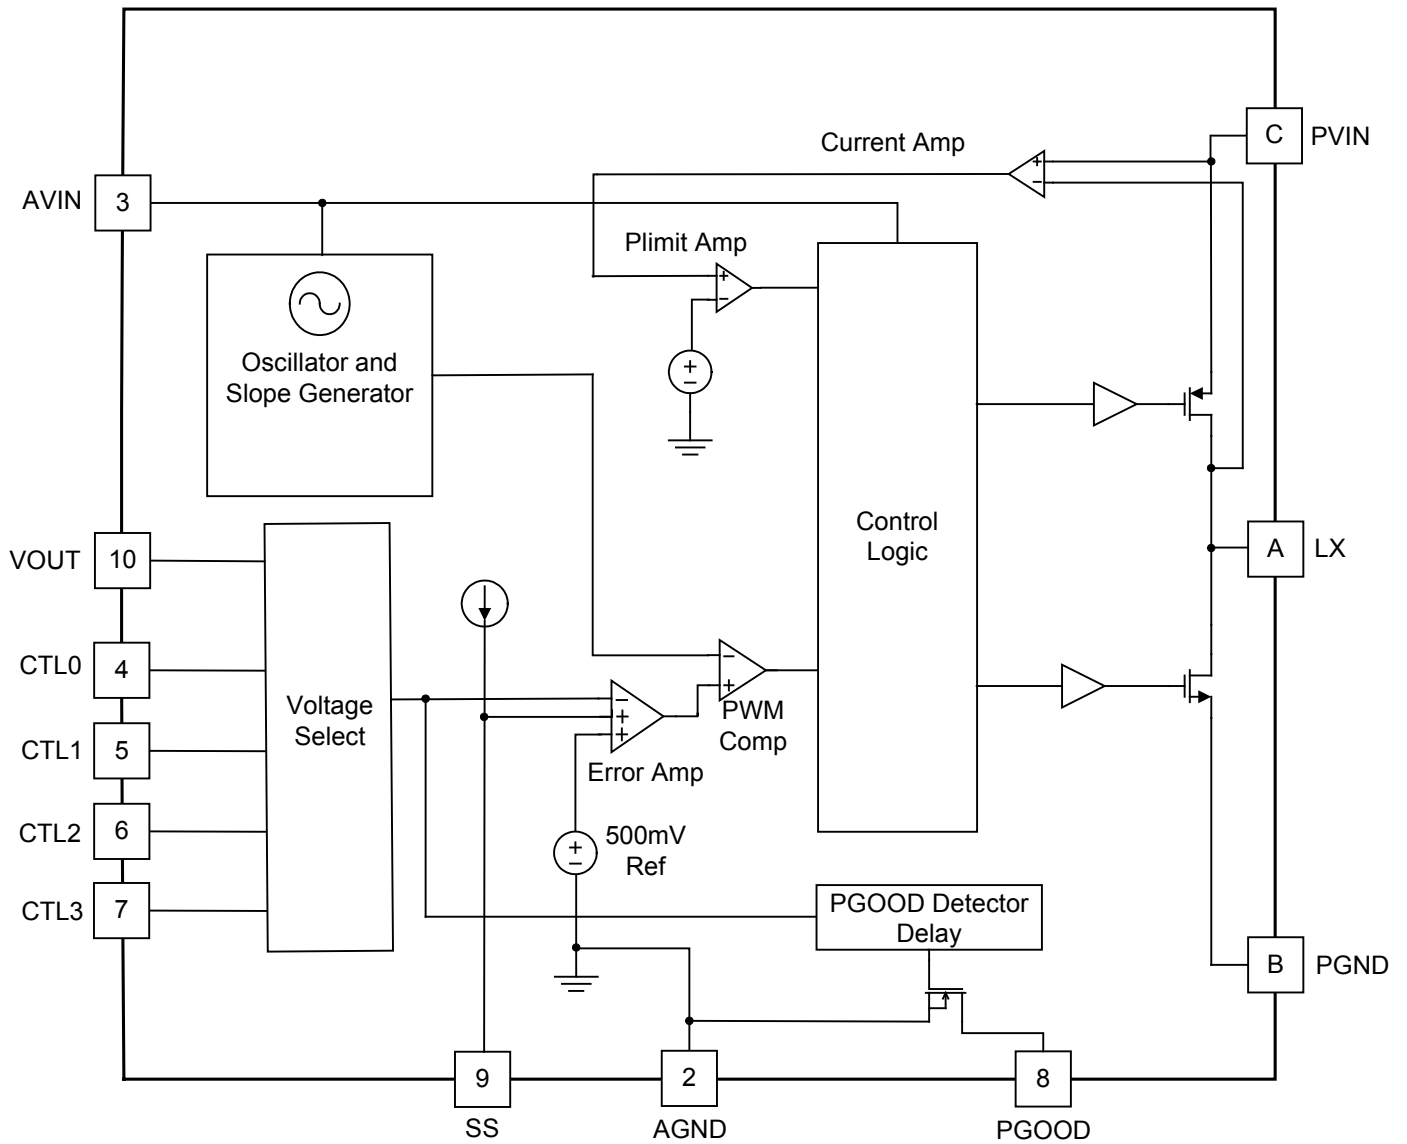 Current Amp
C
PVIN
AVIN
3
Plimit Amp
+
−
+
−
+
−
Oscillator and
Slope Generator
Control
Logic
VOUT
10
A
LX
CTL0
4
−
+
PWM
Comp
Voltage
Select
−
+
+
Error Amp
CTL1
5
CTL2
6
+
−
500mV
Ref
CTL3
7
PGOOD Detector
Delay
B
PGND
9
SS
2
AGND
8
PGOOD